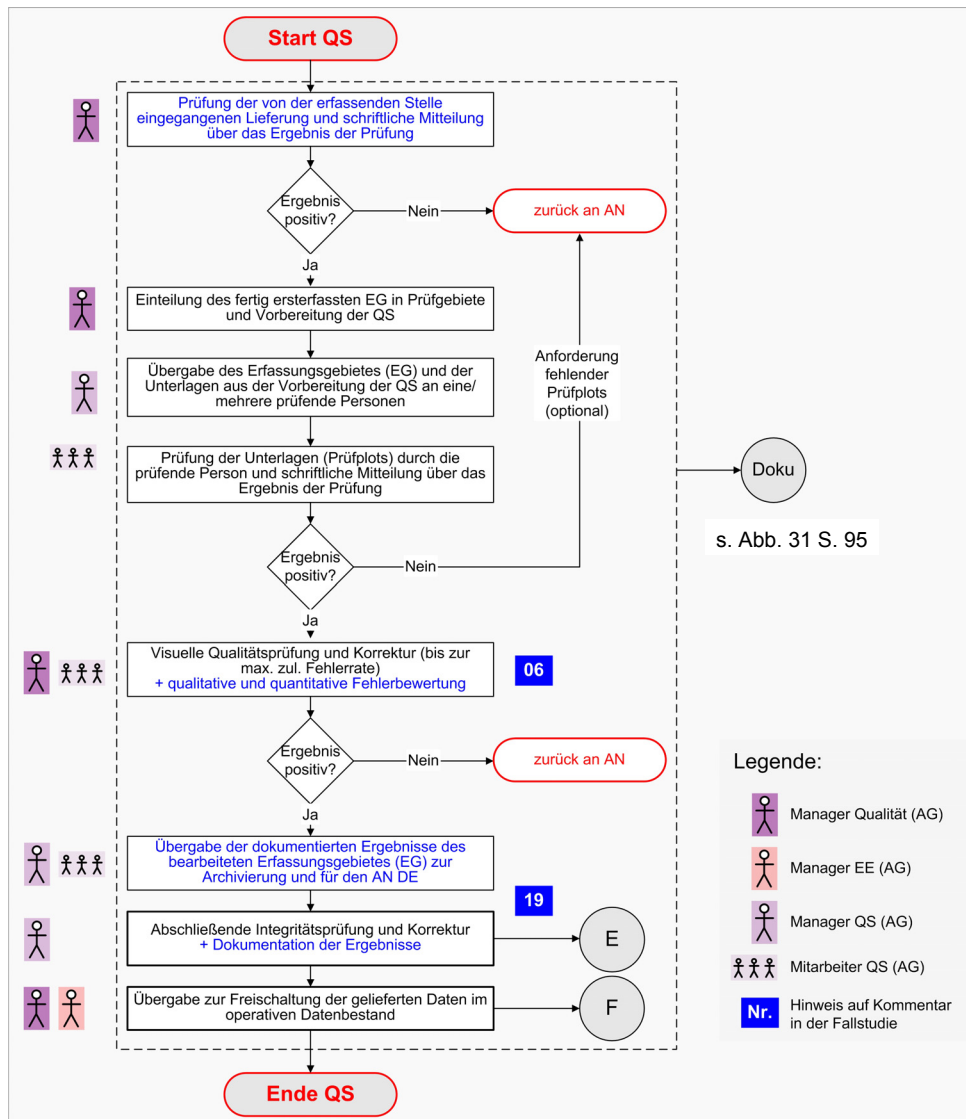 Start QS
Prüfung der von der erfassenden Stelle
eingegangenen Lieferung und schriftliche Mitteilung
über das Ergebnis der Prüfung
Ergebnis
positiv?
Nein
zurück an AN
Ja
Einteilung des fertig ersterfassten EG in Prüfgebiete
und Vorbereitung der QS
Übergabe des Erfassungsgebietes (EG) und der
Unterlagen aus der Vorbereitung der QS an eine/
mehrere prüfende Personen
Anforderung
fehlender
Prüfplots
(optional)
Prüfung der Unterlagen (Prüfplots) durch die
prüfende Person und schriftliche Mitteilung über das
Ergebnis der Prüfung
Doku
s. Abb. 31 S. 95
Ergebnis
positiv?
Nein
Ja
Visuelle Qualitätsprüfung und Korrektur (bis zur
max. zul. Fehlerrate)
+ qualitative und quantitative Fehlerbewertung
06
Ergebnis
positiv?
Nein
zurück an AN
Ja
Übergabe der dokumentierten Ergebnisse des
bearbeiteten Erfassungsgebietes (EG) zur
Archivierung und für den AN DE
19
Abschließende Integritätsprüfung und Korrektur
+ Dokumentation der Ergebnisse
E
Übergabe zur Freischaltung der gelieferten Daten im
operativen Datenbestand
F
Ende QS
Legende:
Manager Qualität (AG)
Manager EE (AG)
Manager QS (AG)
Mitarbeiter QS (AG)
Nr.
Hinweis auf Kommentar
in der Fallstudie